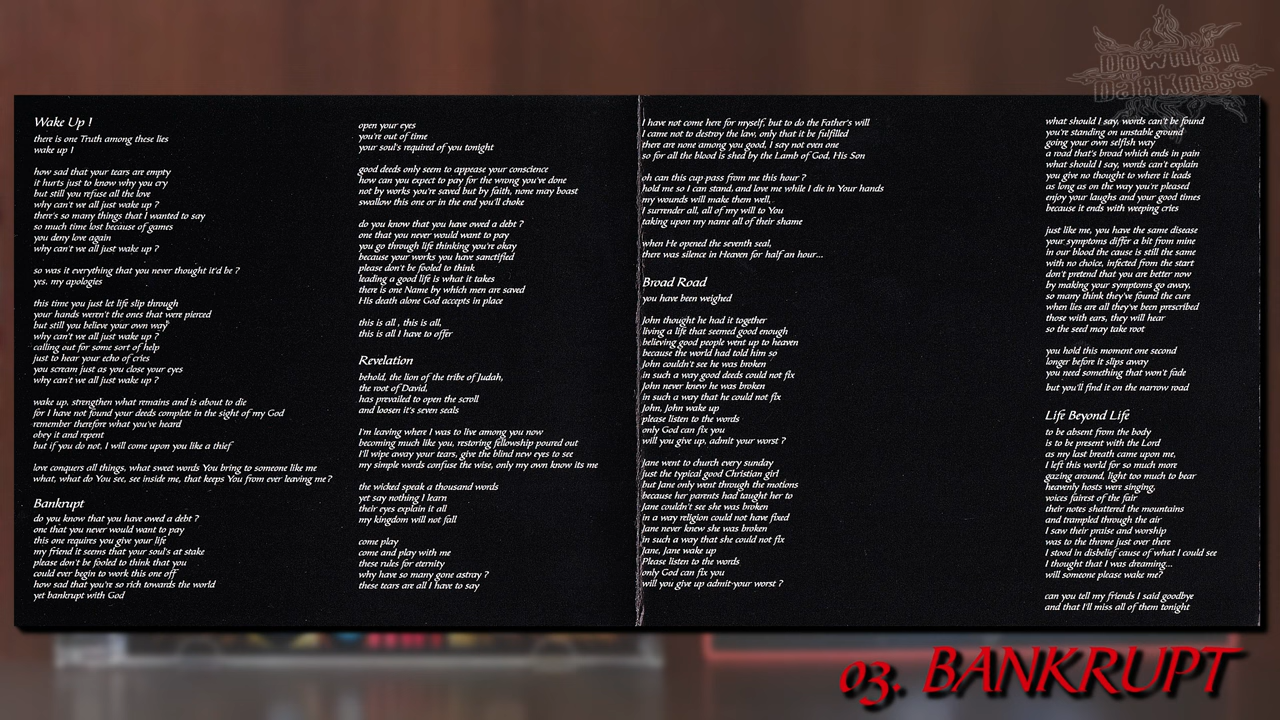 Downfall
Darkness
Wake Up !
there is one Truth among these lies
wake up !
how sad that your tears are empty
it hurts just to know why you cry
but still you refuse all the love
why can't we all just wake up ?
there's so many things that I wanted to say
so much time lost because of games
you deny love again
why can't we all just wake up ?
so was it everything that you never thought it'd be ?
yes, my apologies
this time you just let life slip through
your hands weren't the ones that were pierced
but still you believe your own way
why can't we all just wake up ?
calling out for some sort of help
just to hear your echo of cries
you scream just as you close your eyes
why can't we all just wake up ?
wake up, strengthen what remains and is about to die
for I have not found your deeds complete in the sight of my God
remember therefore what you've heard
obey it and repent
but if you do not, I will come upon you like a thief
love conquers all things, what sweet words You bring to someone like me
what, what do You see, see inside me, that keeps You from ever leaving me ?
Bankrupt
do you know that you have owed a debt ?
one that you never would want to pay
this one requires you give your life
my friend it seems that your soul's at stake
please don't be fooled to think that you
could ever begin to work this one off
how sad that you're so rich towards the world
yet bankrupt with God
open your eyes
you're out of time
your soul's required of you tonight
good deeds only seem to appease your conscience
how can you expect to pay for the wrong you've done
not by works you're saved but by faith, none may boast
swallow this one or in the end you'll choke
do you know that you have owed a debt ?
one that you never would want to pay
you go through life thinking you're okay
because your works you have sanctified
please don't be fooled to think
leading a good life is what it takes
there is one Name by which men are saved
His death alone God accepts in place
this is all , this is all,
this is all I have to offer
Revelation
behold, the lion of the tribe of Judah,
the root of David,
has prevailed to open the scroll
and loosen it's seven seals
I'm leaving where I was to live among you now
becoming much like you, restoring fellowship poured out
I'll wipe away your tears, give the blind new eyes to see
my simple words confuse the wise, only my own know its me
the wicked speak a thousand words
yet say nothing I learn
their eyes explain it all
my kingdom will not fall
come play
come and play with me
these rules for eternity
why have so many gone astray ?
these tears are all I have to say
I have not come here for myself, but to do the Father's will
I came not to destroy the law, only that it be fulfilled
there are none among you good, I say not even one
so for all the blood is shed by the Lamb of God, His Son
oh can this cup pass from me this hour ?
hold me so I can stand, and love me while I die in Your hands
my wounds will make them well,
I surrender all, all of my will to You
taking upon my name all of their shame
when He opened the seventh seal,
there was silence in Heaven for half an hour...
Broad Road
you have been weighed
John thought he had it together
living a life that seemed good enough
believing good people went up to heaven
because the world had told him so
John couldn't see he was broken
in such a way good deeds could not fix
John never knew he was broken
in such a way that he could not fix
John, John wake up
please listen to the words
only God can fix you
will you give up, admit your worst ?
Jane went to church every sunday
just the typical good Christian girl
but Jane only went through the motions
because her parents had taught her to
Jane couldn't see she was broken
in a way religion could not have fixed
Jane never knew she was broken
in such a way that she could not fix
Jane, Jane wake up
Please listen to the words
only God can fix you
will you give up admit your worst ?
what should I say, words can't be found
you're standing on unstable ground
going your own selfish way
a road that's broad which ends in pain
what should I say, words can't explain
you give no thought to where it leads
as long as on the way you're pleased
enjoy your laughs and your good times
because it ends with weeping cries
just like me, you have the same disease
your symptoms differ a bit from mine
in our blood the cause is still the same
with no choice, infected from the start
don't pretend that you are better now
by making your symptoms go away,
so many think they've found the cure
when lies are all they've been prescribed
those with ears, they will hear
so the seed may take root
you hold this moment one second
longer before it slips away
you need something that won't fade
but you'll find it on the narrow road
Life Beyond Life
to be absent from the body
is to be present with the Lord
as my last breath came upon me,
I left this world for so much more
gazing around, light too much to bear
heavenly hosts were singing,
voices fairest of the fair
their notes shattered the mountains
and trampled through the air
I saw their praise and worship
was to the throne just over there
I stood in disbelief cause of what I could see
I thought that I was dreaming...
will someone please wake me?
can you tell my friends I said goodbye
and that I'll miss all of them tonight
03. BANKRUPT